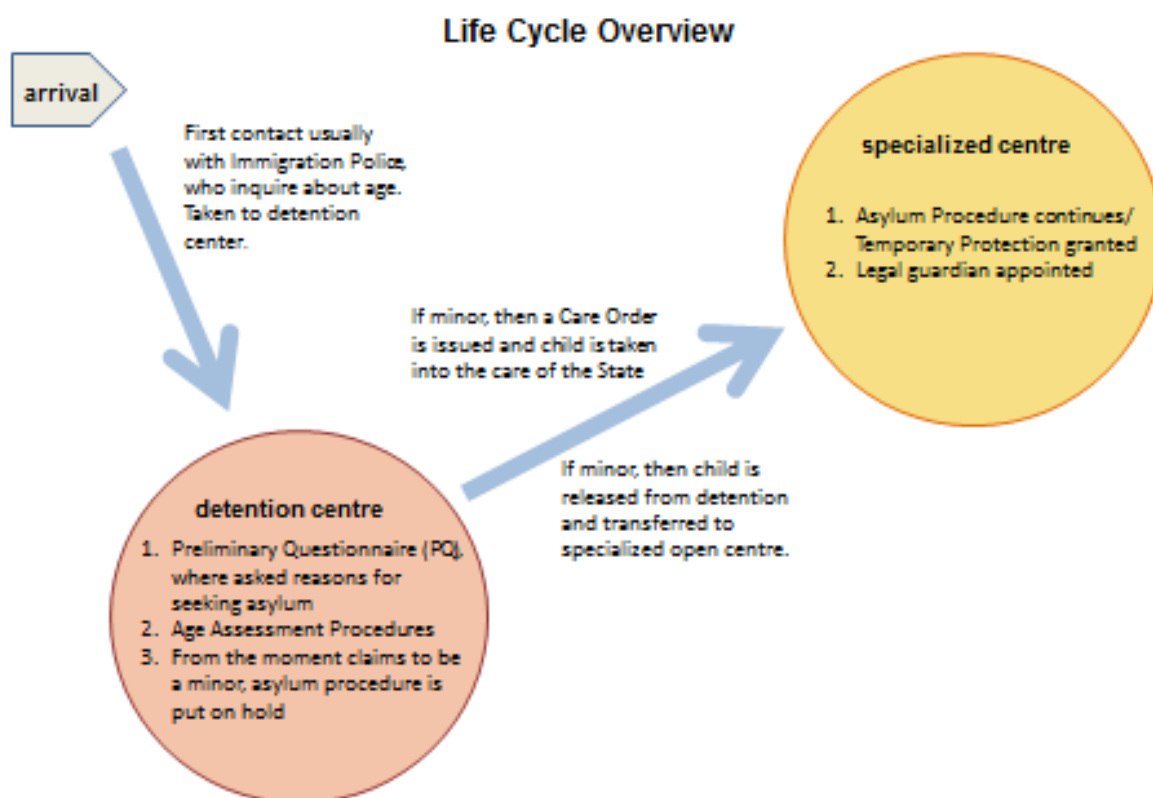 Life Cycle Overview
arrival
First contact usually
with Immigration Police,
who inquire about age.
Taken to detention
center.
specialized centre
1. Asylum Procedure continues/
Temporary Protection granted
2. Legal guardian appointed
If minor, then a Care Order
is issued and child is taken
into the care of the State
If minor, then child is
released from detention
and transferred to
specialized open centre.
detention centre
1. Preliminary Questionnaire (PQ),
where asked reasons for
seeking asylum
2. Age Assessment Procedures
3. From the moment claims to be
a minor, asylum procedure is
put on hold